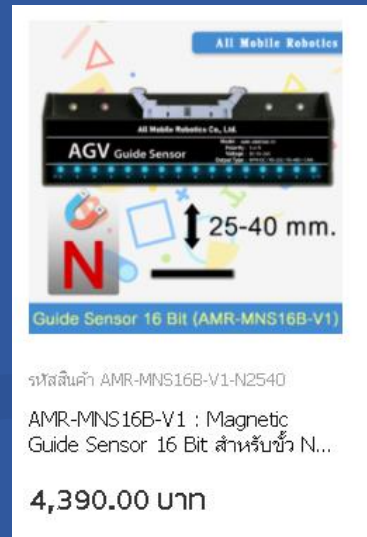 All Mobile Robotics
All Mobile Robotics Co., Ltd.
AGV Guide Sensor
N
25-40 mm.
Guide Sensor 16 Bit (AMR-MNS16B-V1)
รหัสสินค้า AMR-MNS16B-V1-N2540
AMR-MNS16B-V1 : Magnetic
Guide Sensor 16 Bit สำหรับขั้ว N...
4,390.00 บาท